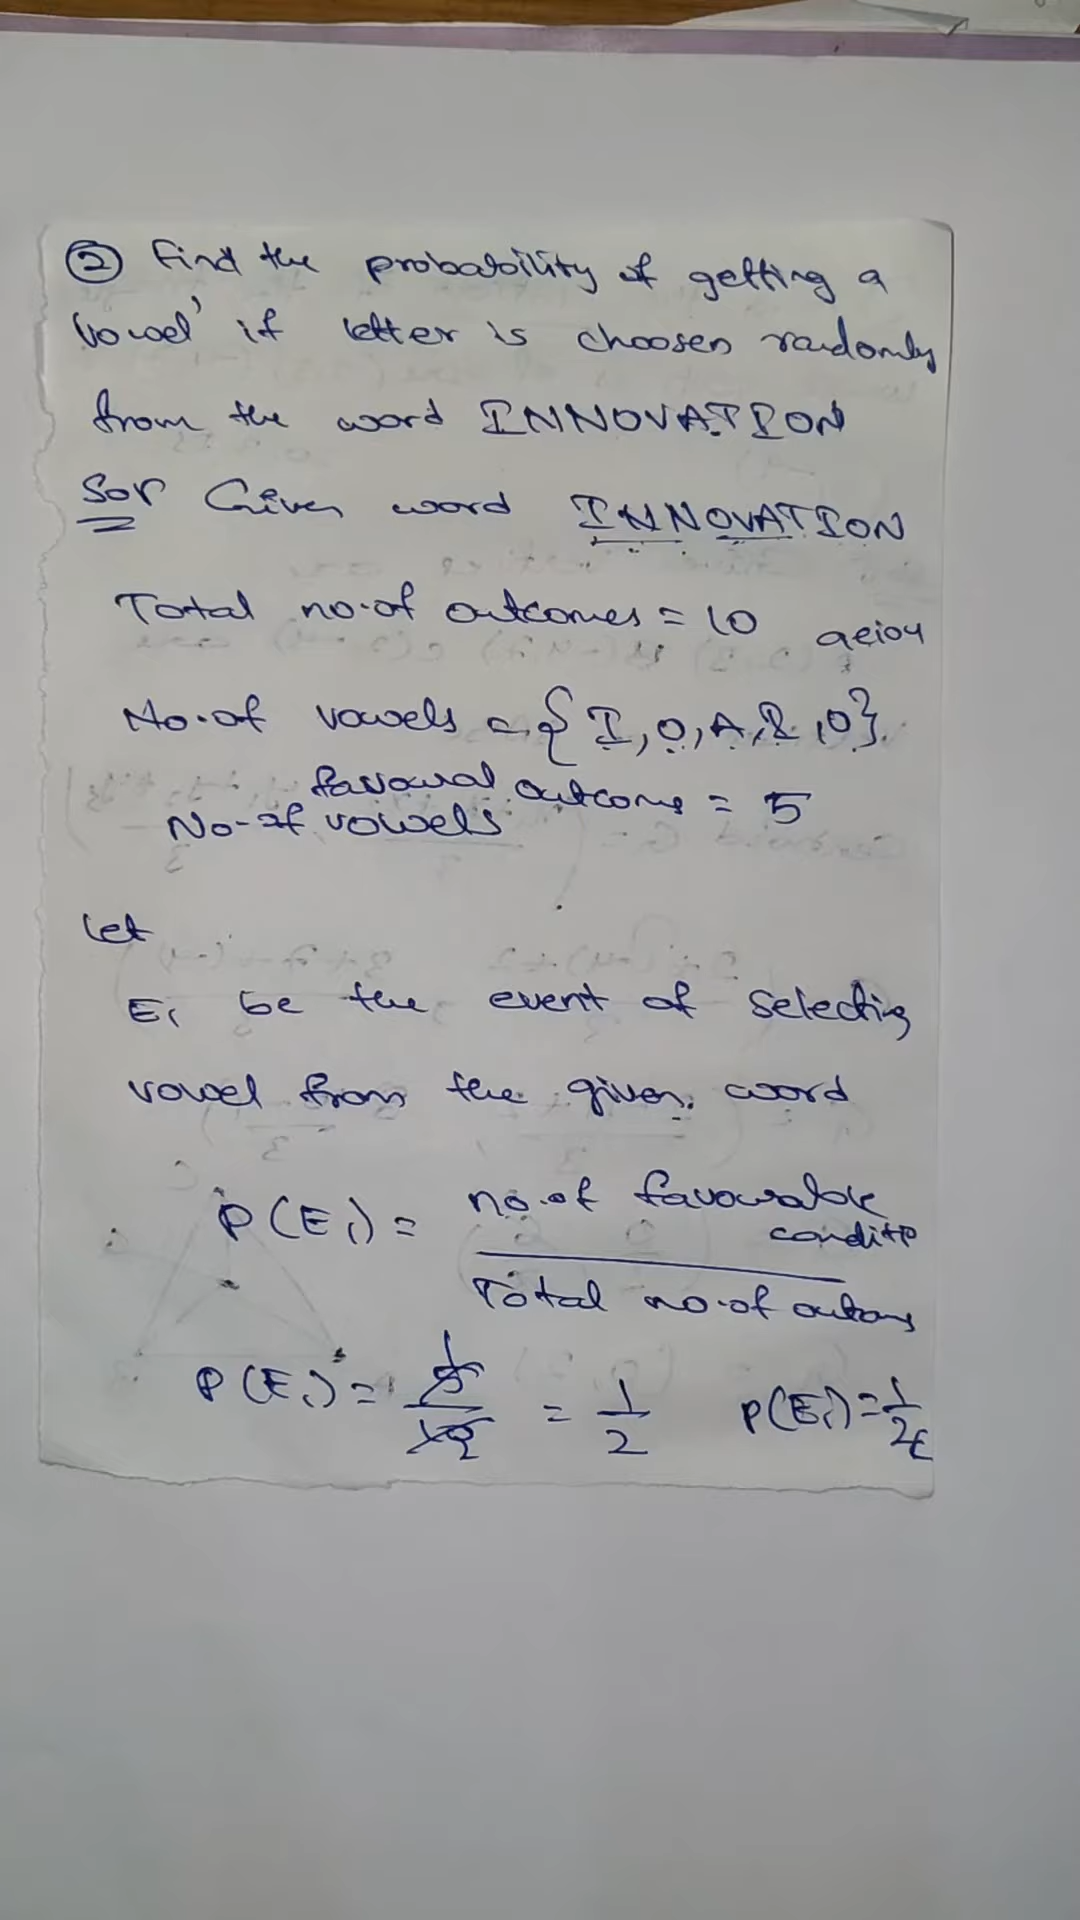 ② Find the probability of getting a
vowel' if letter is choosen randomly
from the word INNOVATION
Sol Given word INNOVATION
Total no.of outcomes = 10 aeiou
No.of vowels = {I, O, A, I, O}
favoural outcome = 5
No-of vowels
Let
E1 be the event of selecting
vowel from the given word
P(E1) = no.of favourable
conditio
Total no.of outcoms
P(E1) = 5/10 = 1/2 P(E1) = 1/2